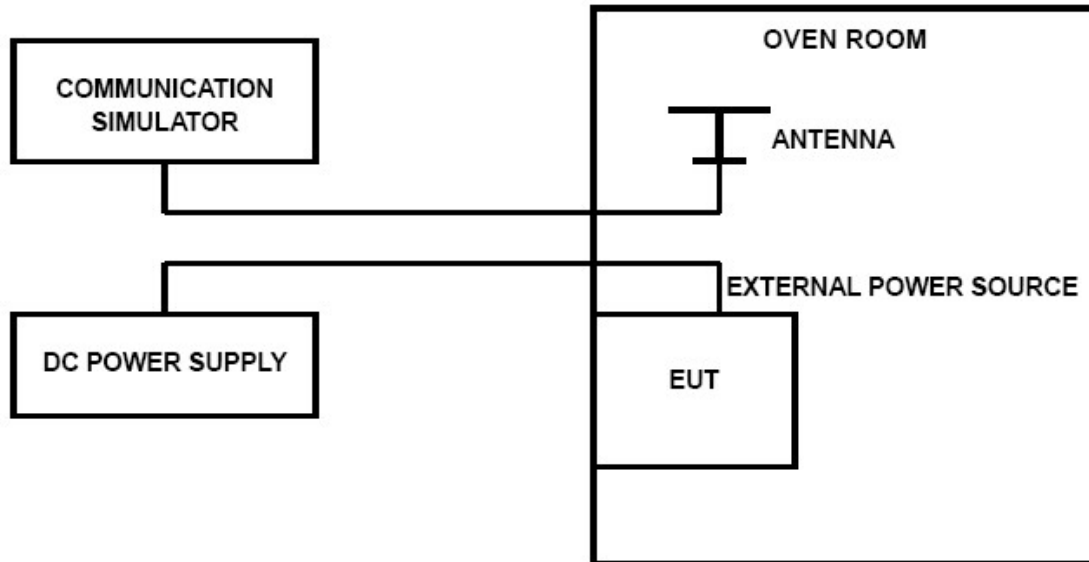 OVEN ROOM
COMMUNICATION
SIMULATOR
ANTENNA
EXTERNAL POWER SOURCE
DC POWER SUPPLY
EUT